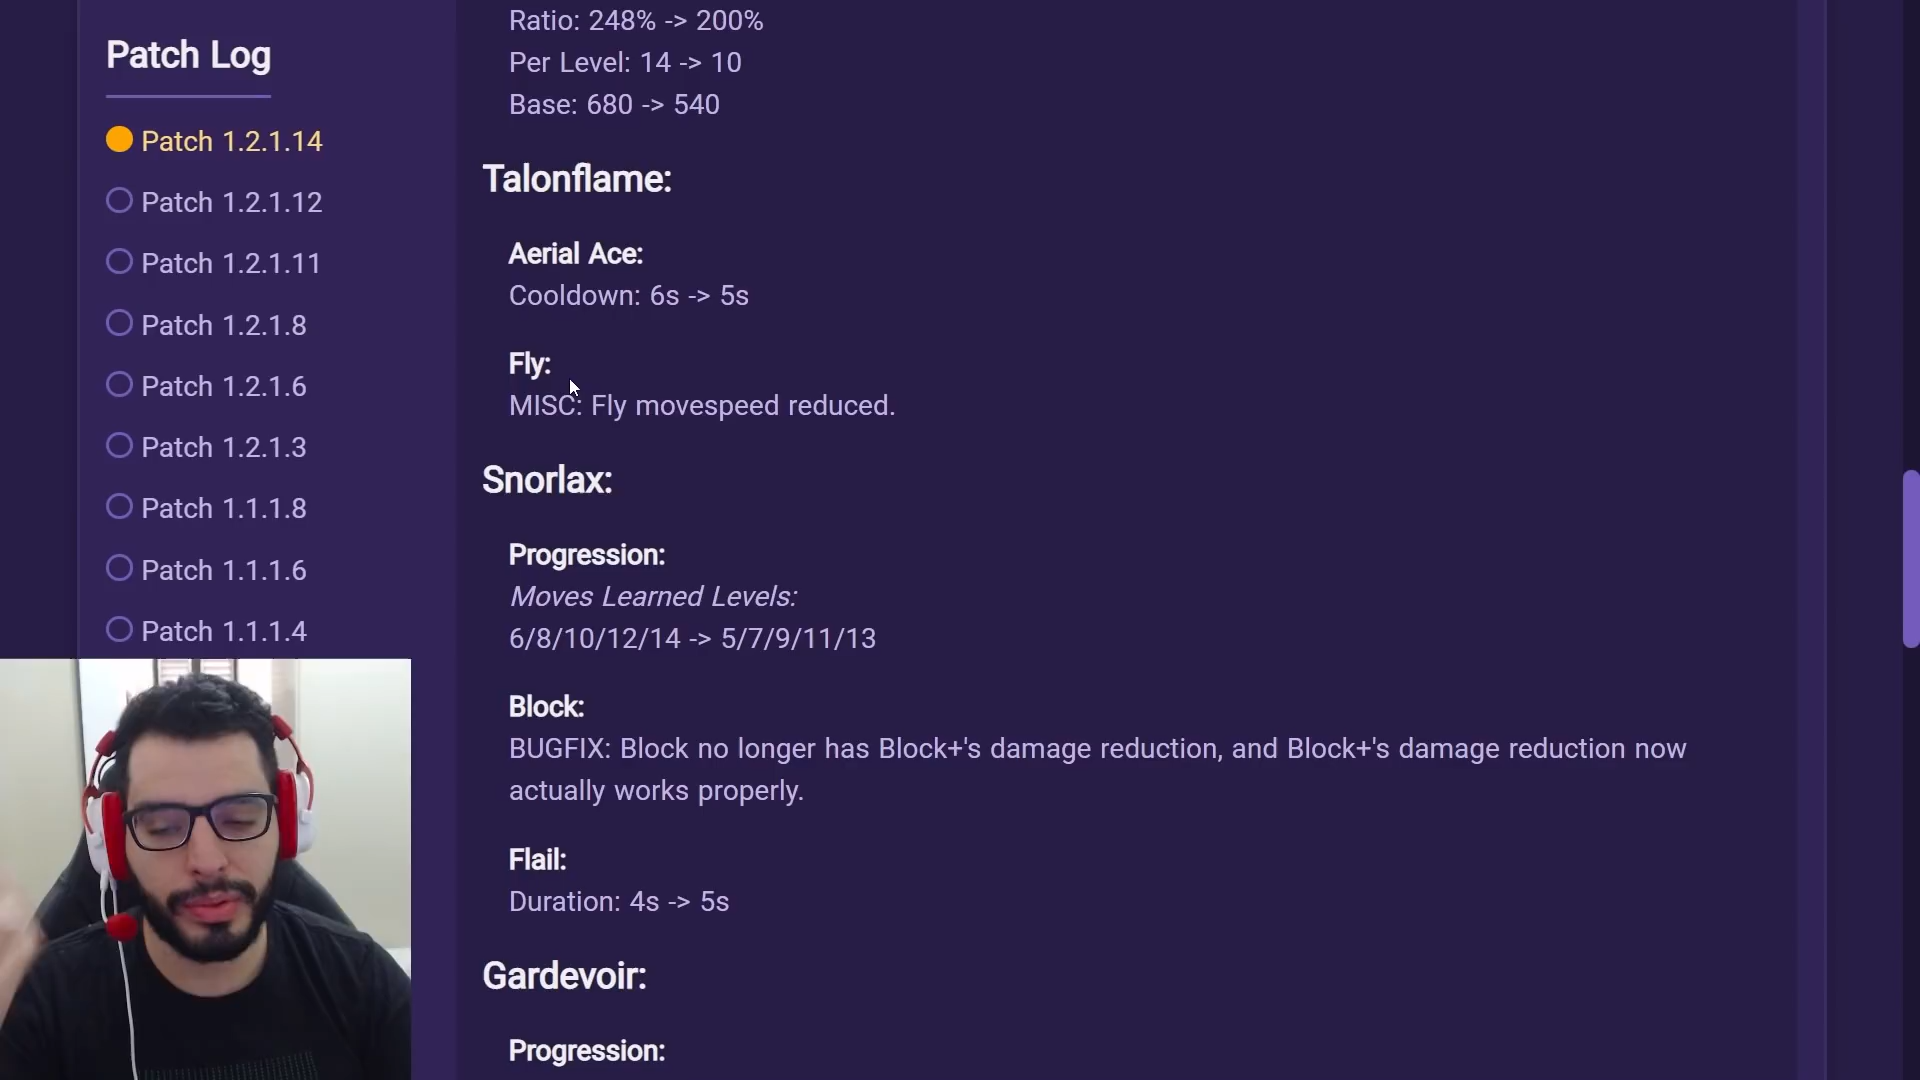 Patch Log
Patch 1.2.1.14
Patch 1.2.1.12
Patch 1.2.1.11
Patch 1.2.1.8
Patch 1.2.1.6
Patch 1.2.1.3
Patch 1.1.1.8
Patch 1.1.1.6
Patch 1.1.1.4
Ratio: 248% -> 200%
Per Level: 14 -> 10
Base: 680 -> 540
Talonflame:
Aerial Ace:
Cooldown: 6s -> 5s
Fly:
MISC: Fly movespeed reduced.
Snorlax:
Progression:
Moves Learned Levels:
6/8/10/12/14 -> 5/7/9/11/13
Block:
BUGFIX: Block no longer has Block+'s damage reduction, and Block+'s damage reduction now
actually works properly.
Flail:
Duration: 4s -> 5s
Gardevoir:
Progression: